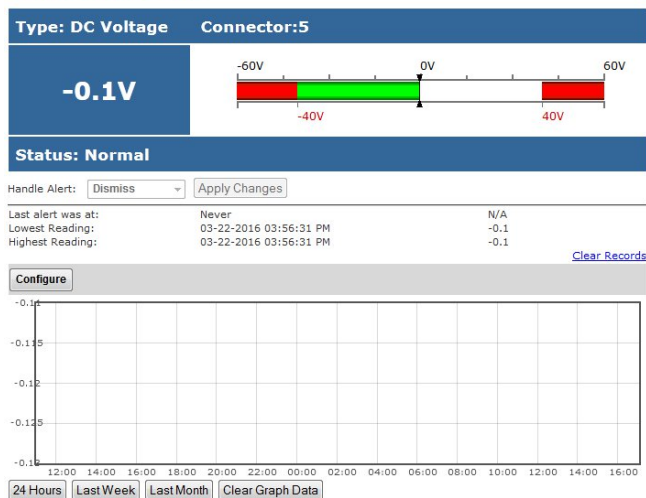 Type: DC Voltage Connector:5
-60V 0V 60V
-0.1V
-40V 40V
Status: Normal
Handle Alert: Dismiss Apply Changes
Last alert was at: Never N/A
Lowest Reading: 03-22-2016 03:56:31 PM -0.1
Highest Reading: 03-22-2016 03:56:31 PM -0.1
Clear Records
Configure
-0.11
-0.115
-0.12
-0.125
-0.13
12:00 14:00 16:00 18:00 20:00 22:00 00:00 02:00 04:00 06:00 08:00 10:00 12:00 14:00 16:00
24 Hours Last Week Last Month Clear Graph Data